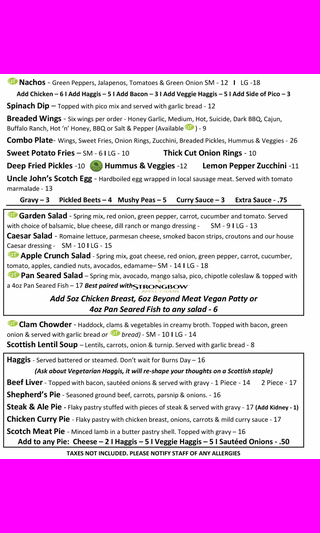 Nachos - Green Peppers, Jalapenos, Tomatoes & Green Onion SM - 12 I LG -18
Add Chicken – 6 I Add Haggis – 5 I Add Bacon – 3 I Add Veggie Haggis – 5 I Add Side of Pico – 3
Spinach Dip – Topped with pico mix and served with garlic bread - 12
Breaded Wings - Six wings per order - Honey Garlic, Medium, Hot, Suicide, Dark BBQ, Cajun,
Buffalo Ranch, Hot 'n' Honey, BBQ or Salt & Pepper (Available ) - 9
Combo Plate- Wings, Sweet Fries, Onion Rings, Zucchini, Breaded Pickles, Hummus & Veggies - 26
Sweet Potato Fries – SM - 6 I LG - 10 Thick Cut Onion Rings - 10
Deep Fried Pickles -10 Hummus & Veggies -12 Lemon Pepper Zucchini -11
Uncle John's Scotch Egg - Hardboiled egg wrapped in local sausage meat. Served with tomato
marmalade - 13
Gravy – 3 Pickled Beets – 4 Mushy Peas – 5 Curry Sauce – 3 Extra Sauce - .75
Garden Salad - Spring mix, red onion, green pepper, carrot, cucumber and tomato. Served
with choice of balsamic, blue cheese, dill ranch or mango dressing - SM - 9 I LG - 13
Caesar Salad - Romaine lettuce, parmesan cheese, smoked bacon strips, croutons and our house
Caesar dressing - SM - 10 I LG – 15
Apple Crunch Salad - Spring mix, goat cheese, red onion, green pepper, carrot, cucumber,
tomato, apples, candied nuts, avocados, edamame– SM - 14 I LG - 18
Pan Seared Salad – Spring mix, avocado, mango salsa, pico, chipotle coleslaw & topped with
a 4oz Pan Seared Fish – 17 Best paired with STRONGBOW
Add 5oz Chicken Breast, 6oz Beyond Meat Vegan Patty or
4oz Pan Seared Fish to any salad - 6
Clam Chowder - Haddock, clams & vegetables in creamy broth. Topped with bacon, green
onion & served with garlic bread or bread) - SM - 10 I LG - 14
Scottish Lentil Soup – Lentils, carrots, onion & turnip. Served with garlic bread - 8
Haggis - Served battered or steamed. Don't wait for Burns Day – 16
(Ask about Vegetarian Haggis, it will re-shape your thoughts on a Scottish staple)
Beef Liver - Topped with bacon, sautéed onions & served with gravy - 1 Piece - 14 2 Piece - 17
Shepherd's Pie - Seasoned ground beef, carrots, parsnip & onions. - 16
Steak & Ale Pie - Flaky pastry stuffed with pieces of steak & served with gravy - 17 (Add Kidney - 1)
Chicken Curry Pie - Flaky pastry with chicken breast, onions, carrots & mild curry sauce - 17
Scotch Meat Pie - Minced lamb in a butter pastry shell. Topped with gravy – 16
Add to any Pie: Cheese – 2 I Haggis – 5 I Veggie Haggis – 5 I Sautéed Onions - .50
TAXES NOT INCLUDED. PLEASE NOTIFY STAFF OF ANY ALLERGIES